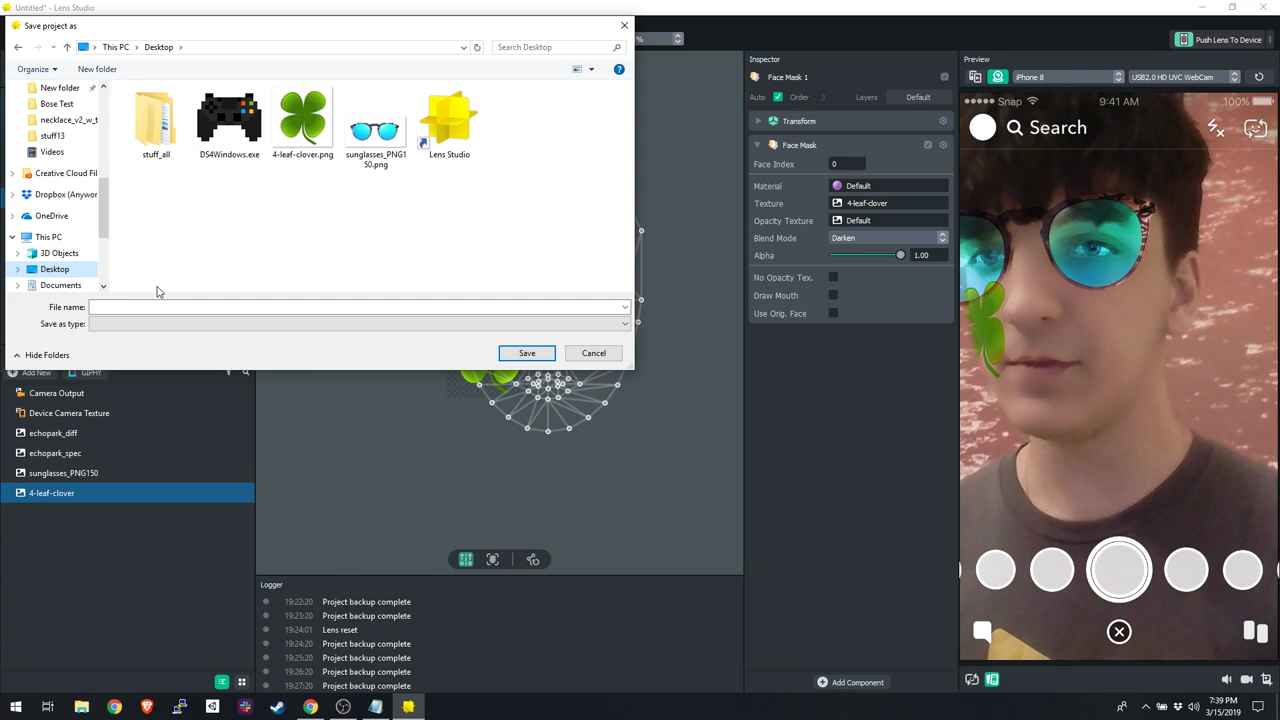 Untitled* - Lens Studio
Save project as
This PC
Desktop
Search Desktop
%
Push Lens To Device
Organize
New folder
Inspector
Preview
Face Mask 1
iPhone 8
USB2.0 HD UVC WebCam
New folder
Bose Test
necklace_v2_w_t
stuff13
Videos
Creative Cloud Fil
Dropbox (Anywor
OneDrive
This PC
3D Objects
Desktop
Documents
stuff_all
DS4Windows.exe
4-leaf-clover.png
sunglasses_PNG1
50.png
Lens Studio
Auto
Order
3
Layers
Default
Transform
Face Mask
Face Index
0
Material
Default
Texture
4-leaf-clover
Opacity Texture
Default
Blend Mode
Darken
Alpha
1.00
No Opacity Tex.
Draw Mouth
Use Orig. Face
Snap
9:41 AM
100%
Search
File name:
Save as type:
Hide Folders
Save
Cancel
Add New
GIPHY
Camera Output
Device Camera Texture
echopark_diff
echopark_spec
sunglasses_PNG150
4-leaf-clover
Logger
19:22:20 Project backup complete
19:23:20 Project backup complete
19:24:01 Lens reset
19:24:20 Project backup complete
19:25:20 Project backup complete
19:26:20 Project backup complete
19:27:20 Project backup complete
Add Component
7:39 PM
3/15/2019